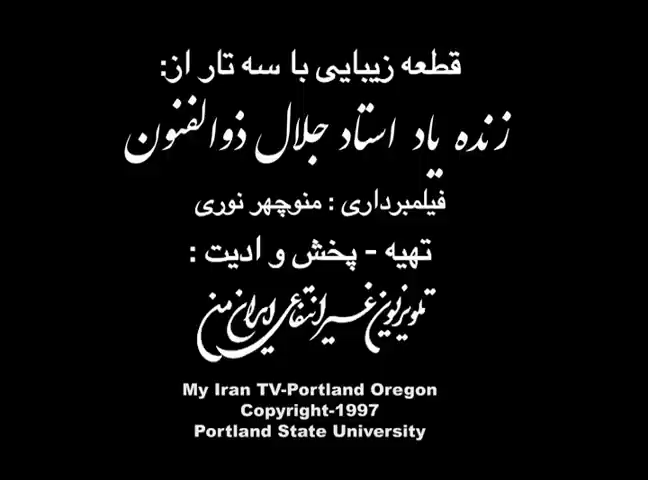 قطعه زیبایی با سه تار از:
زنده یاد استاد جلال ذوالفنون
فیلمبرداری : منوچهر نوری
تهیه - پخش و ادیت :
تلویزیون غیر انتفاعی ایران من
My Iran TV-Portland Oregon
Copyright-1997
Portland State University